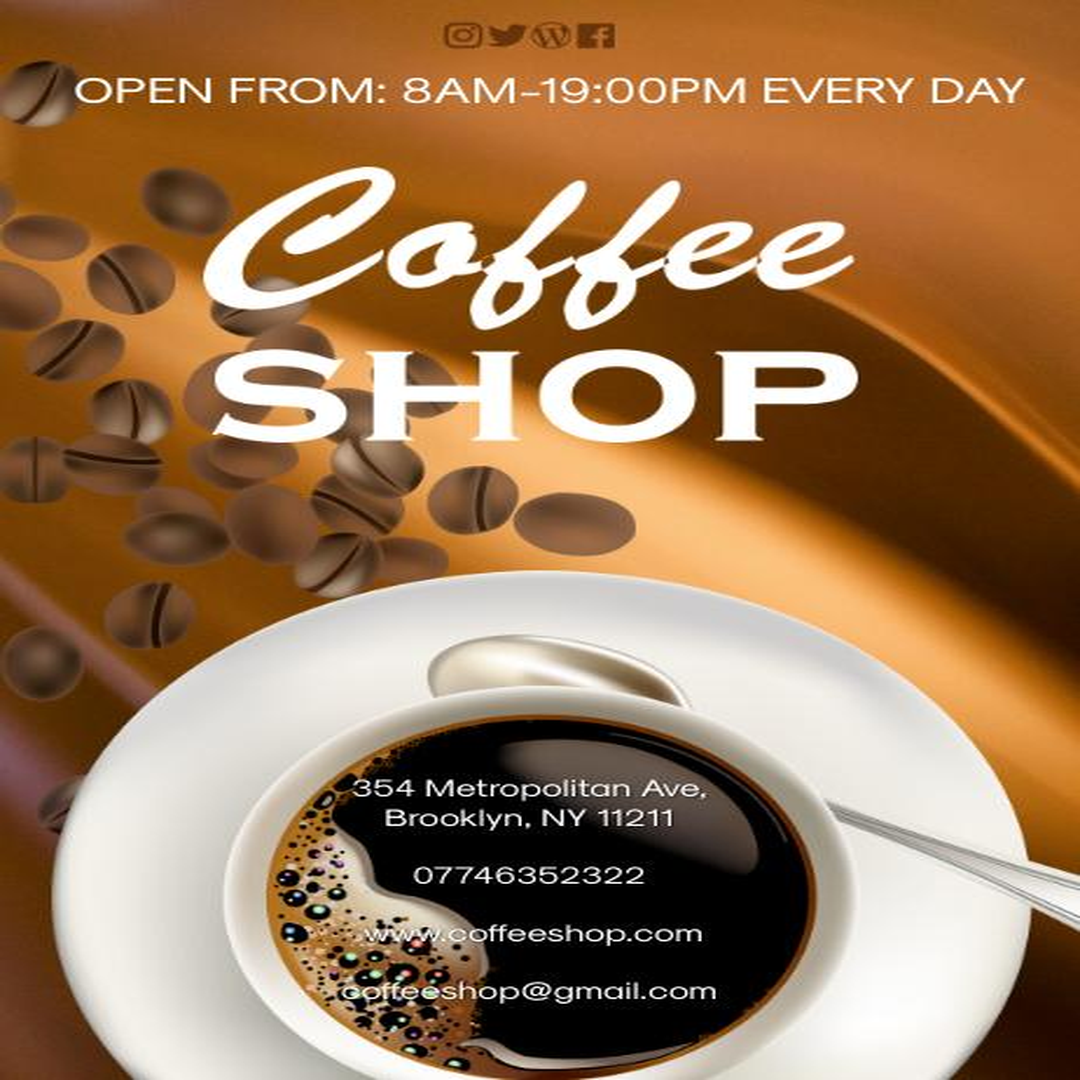 OPEN FROM: 8AM-19:00PM EVERY DAY
Coffee
SHOP
354 Metropolitan Ave,
Brooklyn, NY 11211
07746352322
www.coffeeshop.com
coffeeshop@gmail.com